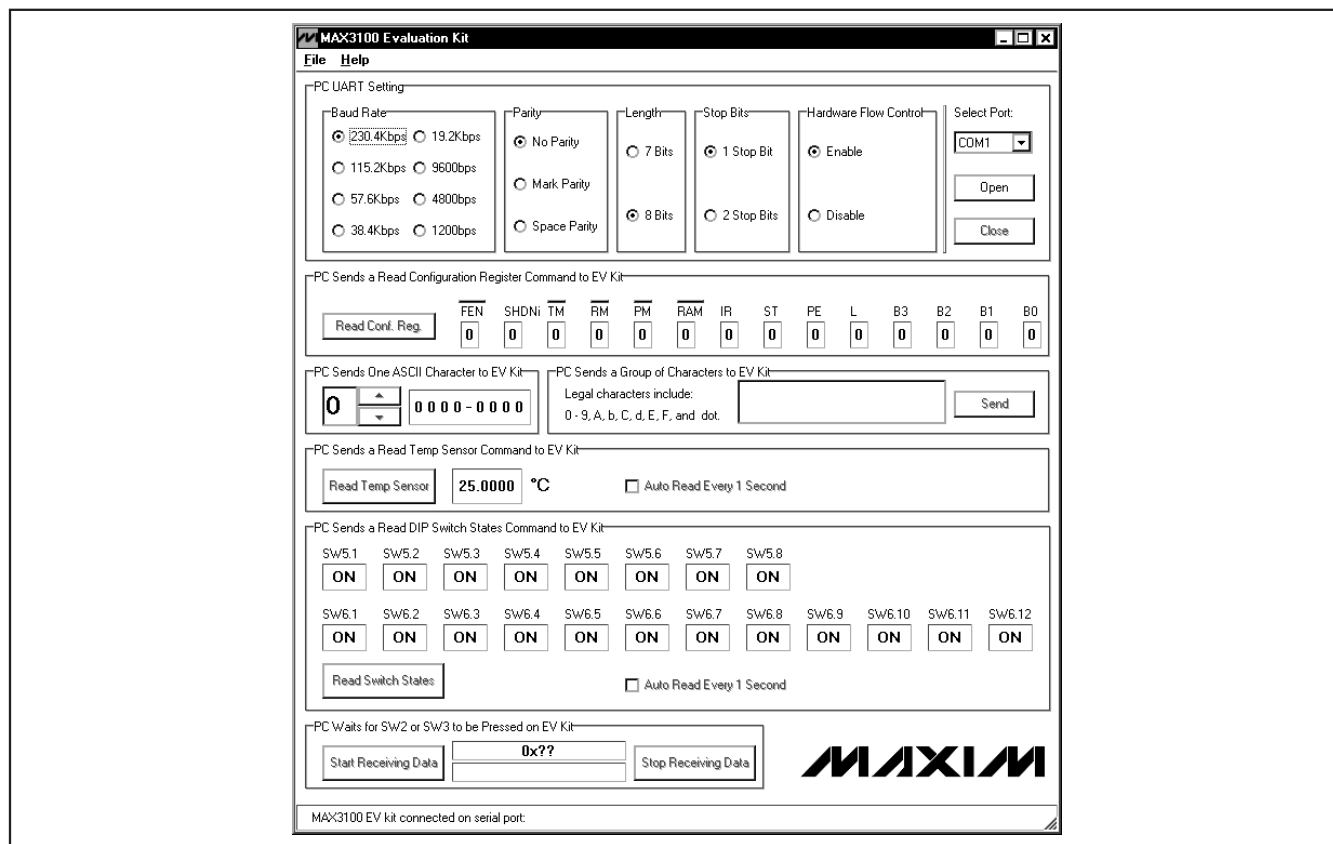 MAX3100 Evaluation Kit
File Help
PC UART Setting
Baud Rate
230.4Kbps 19.2Kbps
115.2Kbps 9600bps
57.6Kbps 4800bps
38.4Kbps 1200bps
Parity
No Parity
Mark Parity
Space Parity
Length
7 Bits
8 Bits
Stop Bits
1 Stop Bit
2 Stop Bits
Hardware Flow Control
Enable
Disable
Select Port:
COM1
Open
Close
PC Sends a Read Configuration Register Command to EV Kit
Read Conf. Reg.
FEN SHDNi TM RM PM RAM IR ST PE L B3 B2 B1 B0
0 0 0 0 0 0 0 0 0 0 0 0 0 0
PC Sends One ASCII Character to EV Kit
0 0 0 0 0 - 0 0 0 0
PC Sends a Group of Characters to EV Kit
Legal characters include:
0 - 9, A, b, C, d, E, F, and dot.
Send
PC Sends a Read Temp Sensor Command to EV Kit
Read Temp Sensor 25.0000 °C Auto Read Every 1 Second
PC Sends a Read DIP Switch States Command to EV Kit
SW5.1 SW5.2 SW5.3 SW5.4 SW5.5 SW5.6 SW5.7 SW5.8
ON ON ON ON ON ON ON ON
SW6.1 SW6.2 SW6.3 SW6.4 SW6.5 SW6.6 SW6.7 SW6.8 SW6.9 SW6.10 SW6.11 SW6.12
ON ON ON ON ON ON ON ON ON ON ON ON
Read Switch States Auto Read Every 1 Second
PC Waits for SW2 or SW3 to be Pressed on EV Kit
Start Receiving Data 0x?? Stop Receiving Data
MAXIM
MAX3100 EV kit connected on serial port: